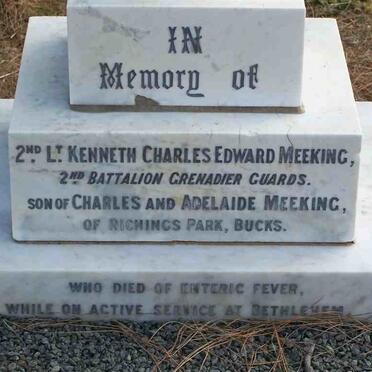 IN
Memory of
2ND LT KENNETH CHARLES EDWARD MEEKING,
2ND BATTALION GRENADIER GUARDS.
SON OF CHARLES AND ADELAIDE MEEKING,
OF RICHINGS PARK, BUCKS.
WHO DIED OF ENTERIC FEVER,
WHILE ON ACTIVE SERVICE AT BETHLEHEM